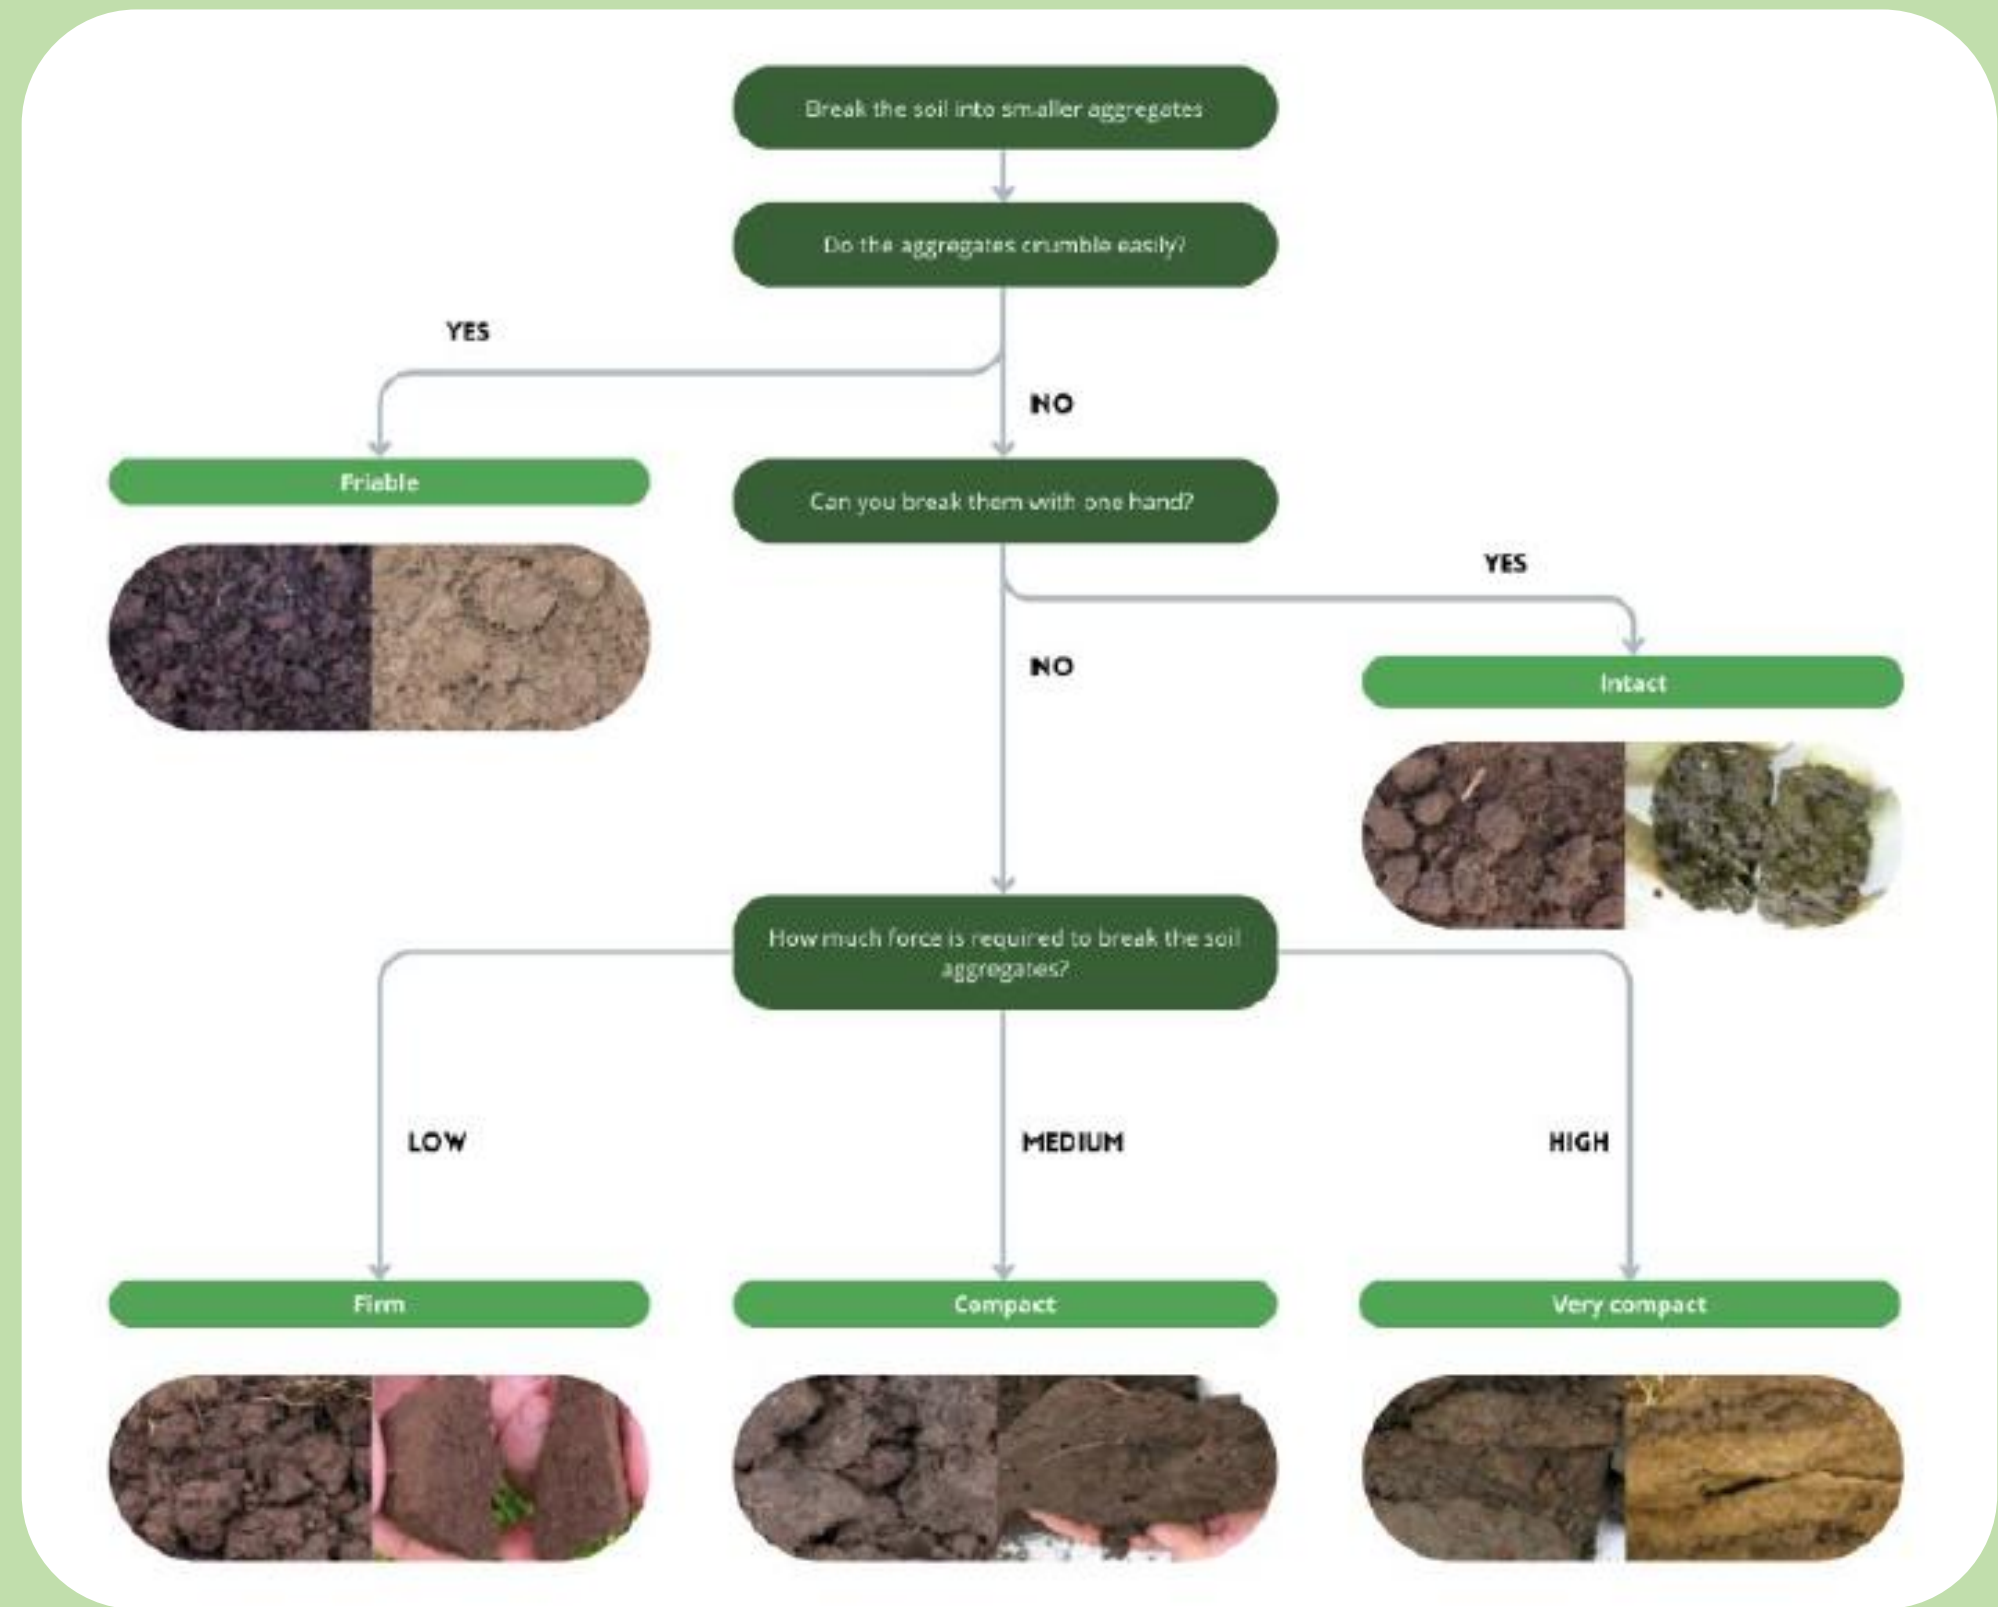 Break the soil into smaller aggregates
Do the aggregates crumble easily?
YES
NO
Friable
Can you break them with one hand?
YES
NO
Intact
How much force is required to break the soil
aggregates?
LOW
MEDIUM
HIGH
Firm
Compact
Very compact